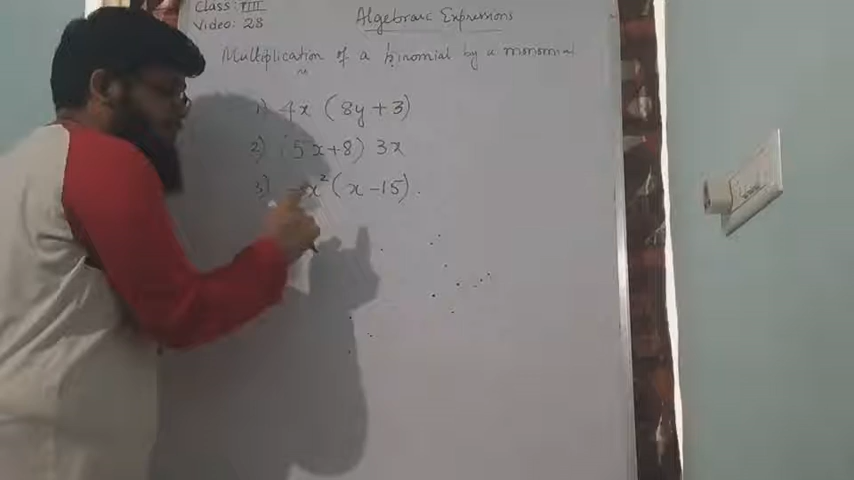 Class: VIII
Video: 28
Algebraic Expressions
Multiplication of a binomial by a monomial
1) 4x (8y+3)
2) (5x+8) 3x
3) x² (x-15).